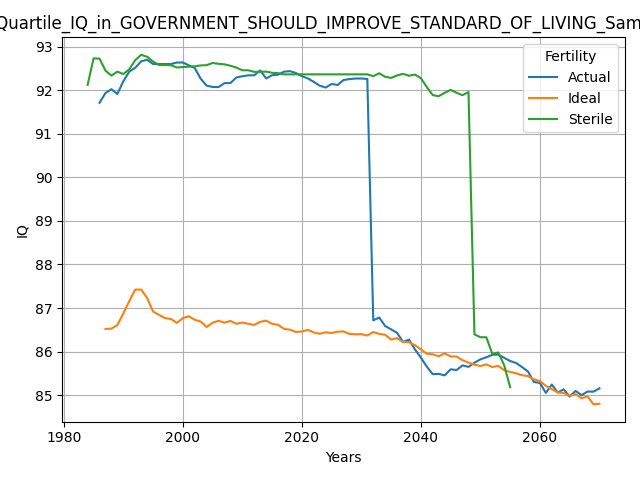 Quartile_IQ_in_GOVERNMENT_SHOULD_IMPROVE_STANDARD_OF_LIVING_Sam
93
92
91
90
89
88
87
86
85
IQ
1980
2000
2020
2040
2060
Years
Fertility
Actual
Ideal
Sterile